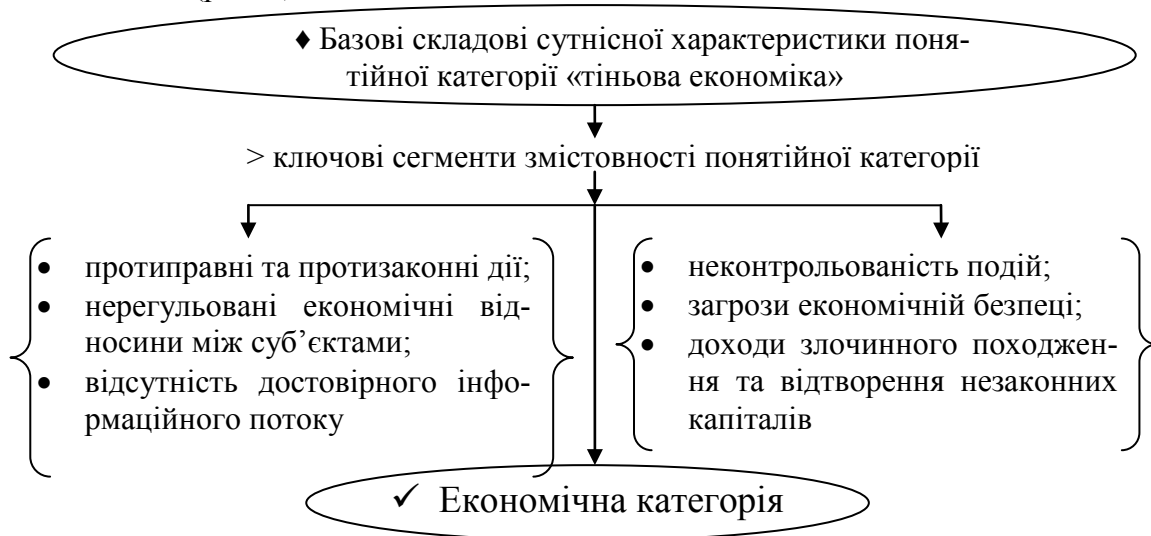 ♦ Базові складові сутнісної характеристики поня-
тійної категорії «тіньова економіка»
> ключові сегменти змістовності понятійної категорії
• протиправні та протизаконні дії;
• нерегульовані економічні від-
носини між суб’єктами;
• відсутність достовірного інфо-
рмаційного потоку
• неконтрольованість подій;
• загрози економічній безпеці;
• доходи злочинного походжен-
ня та відтворення незаконних
капіталів
✓ Економічна категорія